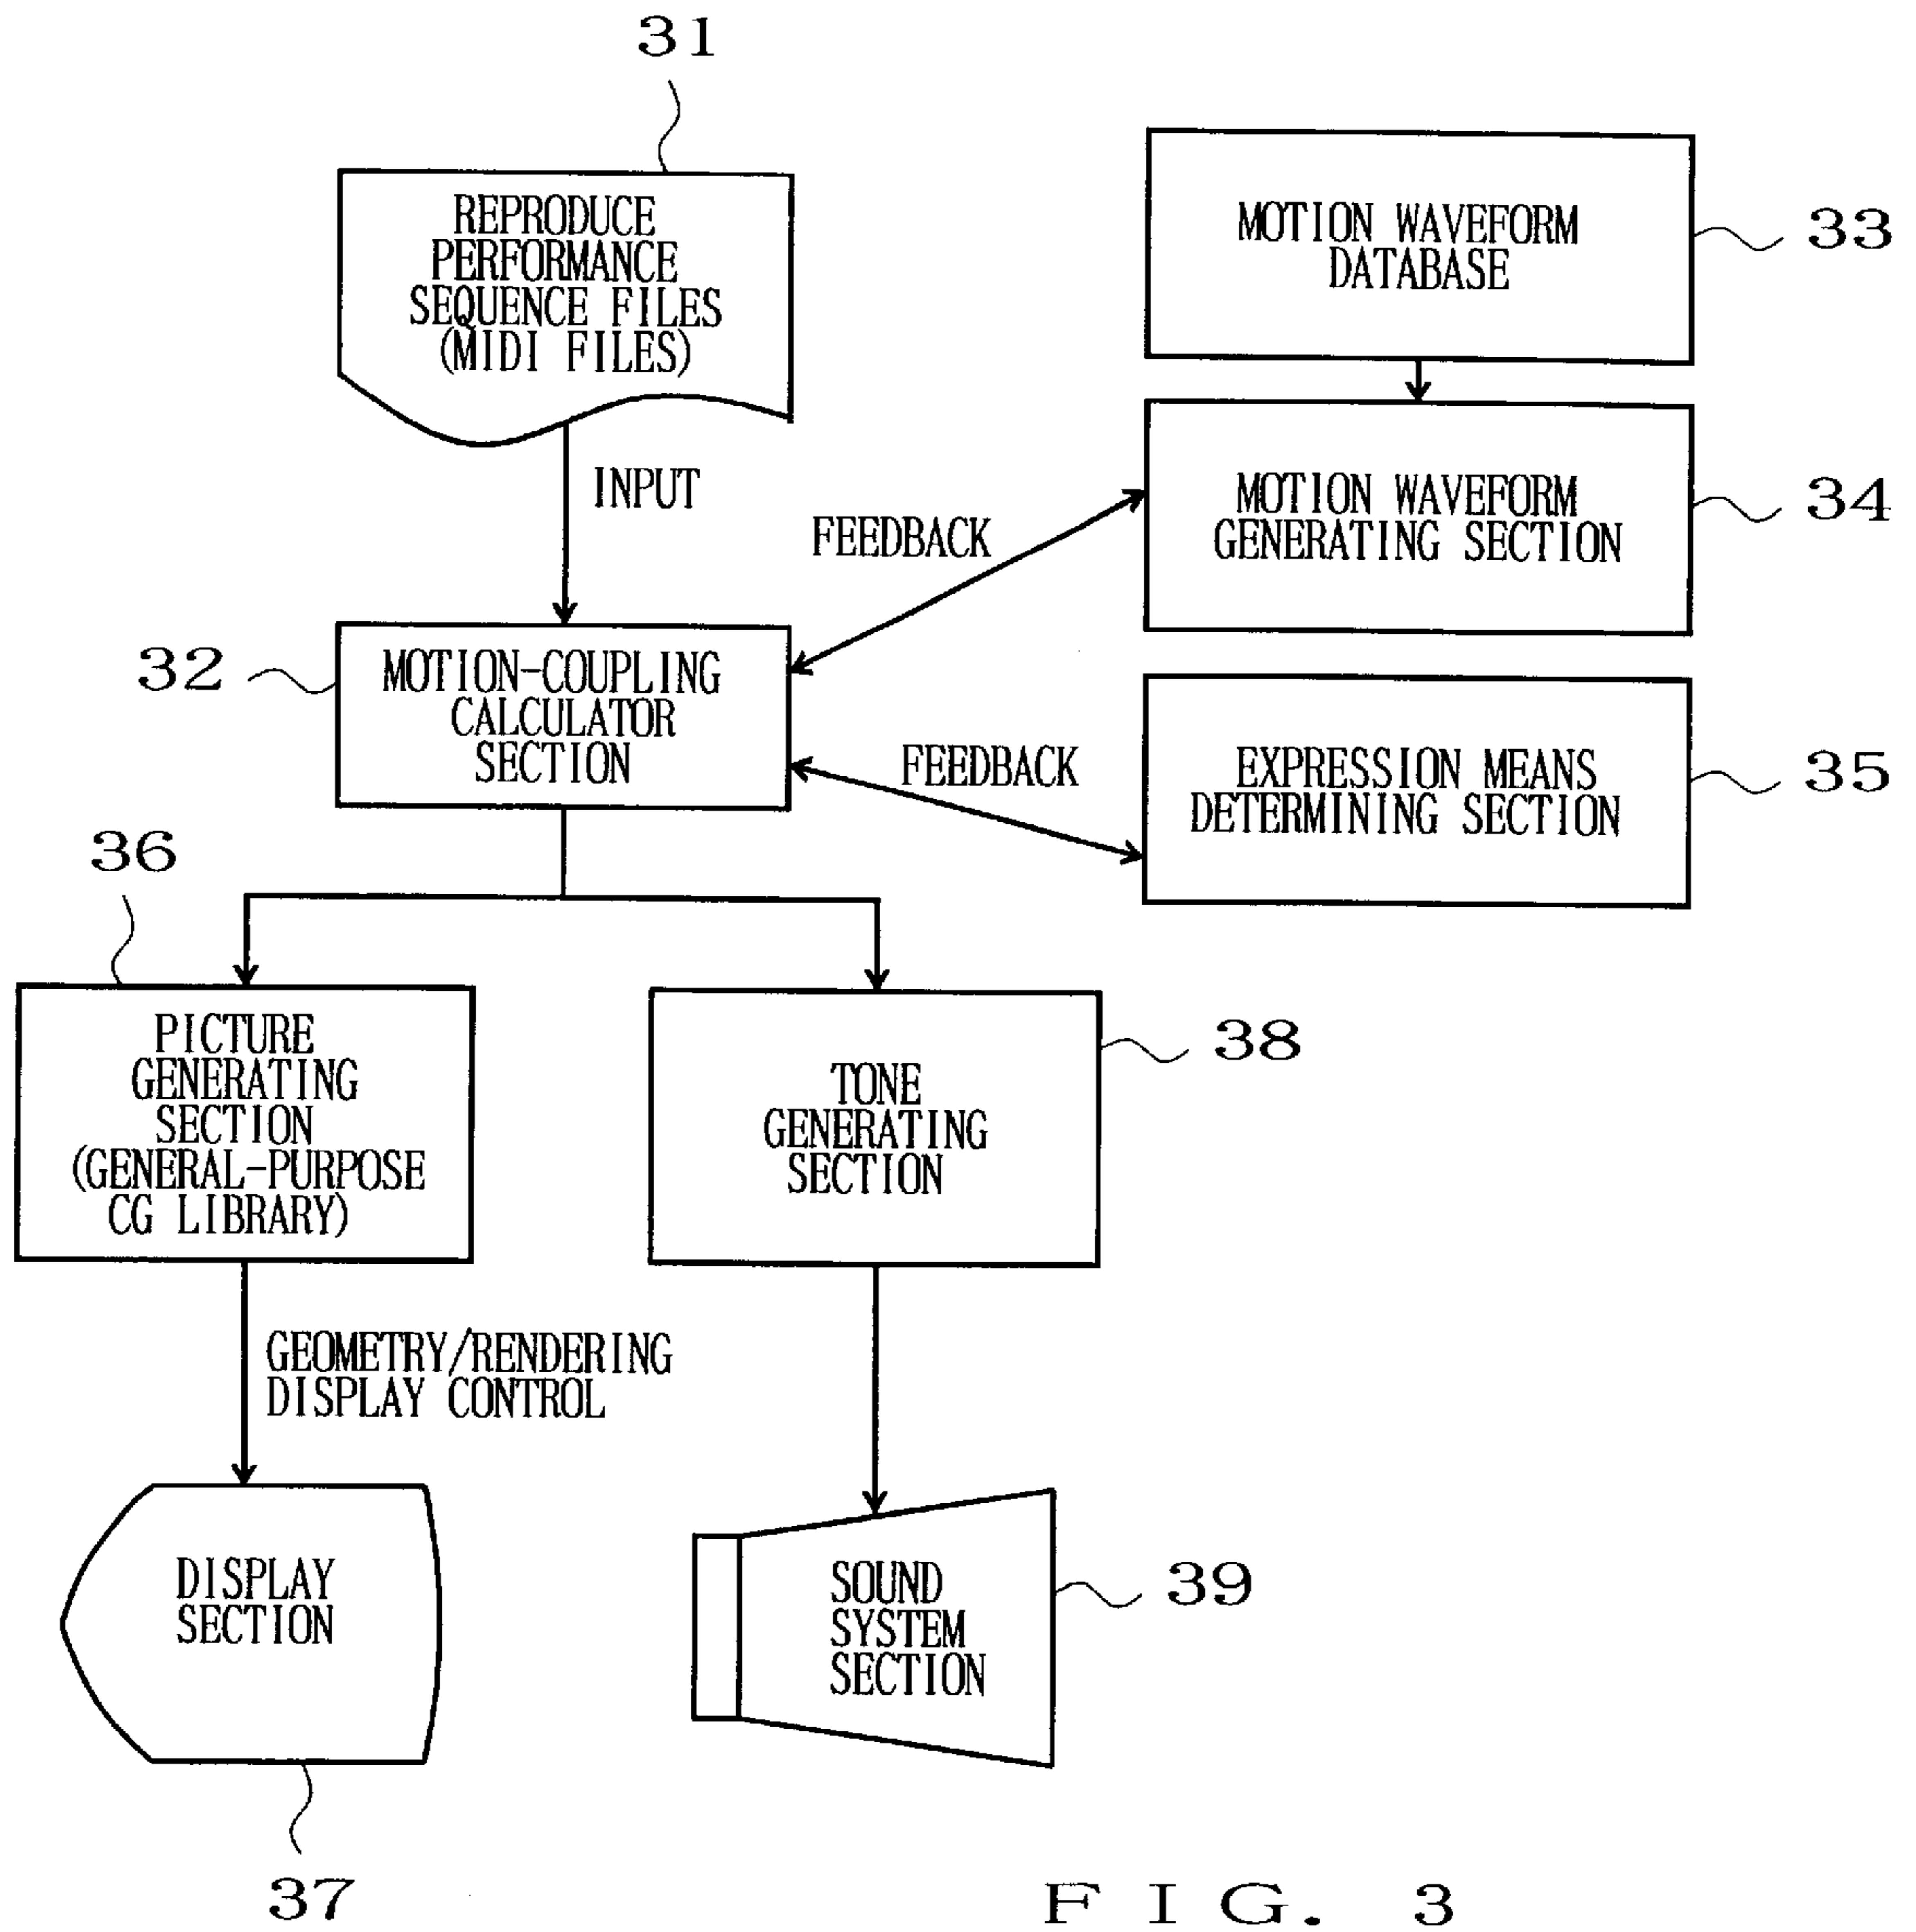 31
REPRODUCE
PERFORMANCE
SEQUENCE FILES
(MIDI FILES)
MOTION WAVEFORM
DATABASE
33
INPUT
FEEDBACK
MOTION WAVEFORM
GENERATING SECTION
34
32
MOTION-COUPLING
CALCULATOR
SECTION
FEEDBACK
EXPRESSION MEANS
DETERMINING SECTION
35
36
PICTURE
GENERATING
SECTION
(GENERAL-PURPOSE
CG LIBRARY)
TONE
GENERATING
SECTION
38
GEOMETRY/RENDERING
DISPLAY CONTROL
DISPLAY
SECTION
37
SOUND
SYSTEM
SECTION
39
FIG. 3